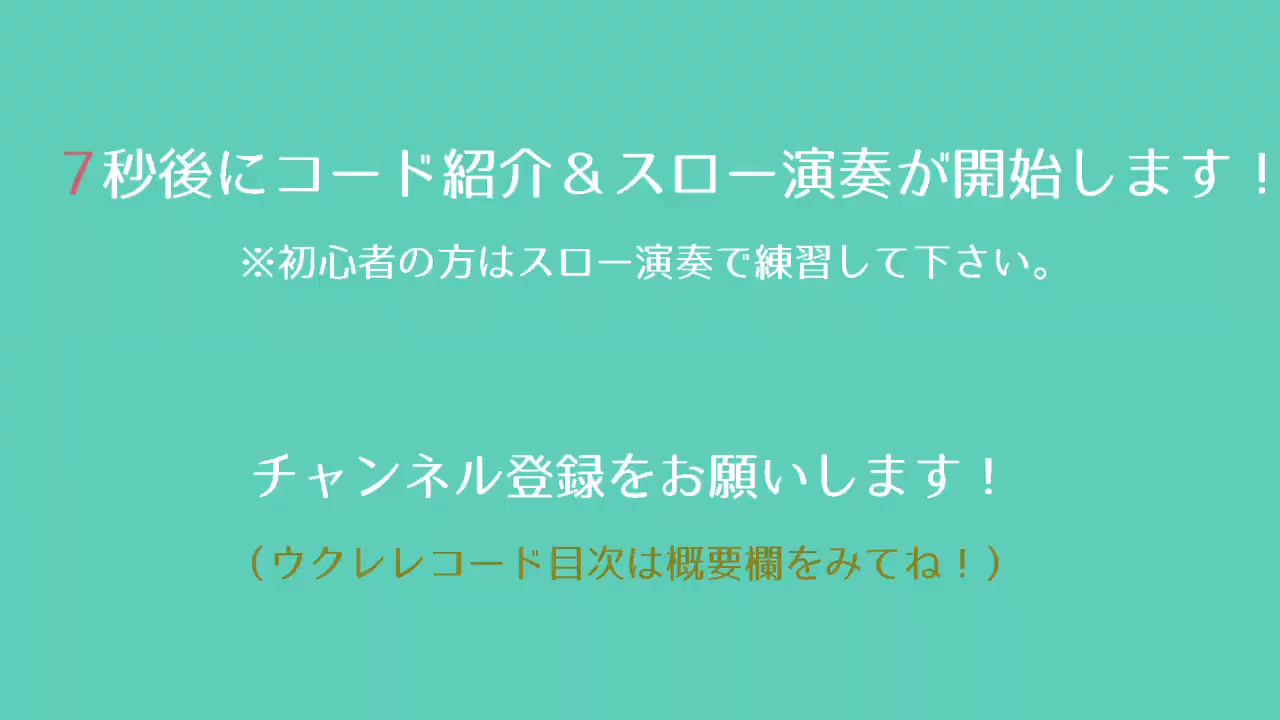 7秒後にコード紹介＆スロー演奏が開始します！
※初心者の方はスロー演奏で練習して下さい。
チャンネル登録をお願いします！
（ウクレレコード目次は概要欄をみてね！）